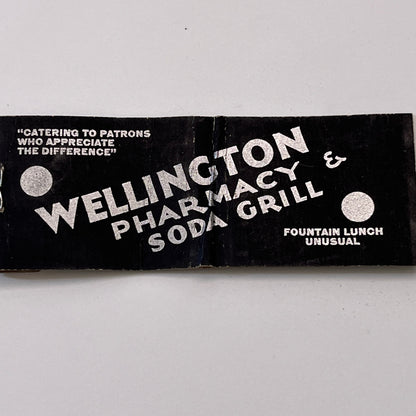 "CATERING TO PATRONS
WHO APPRECIATE
THE DIFFERENCE"
WELLINGTON
PHARMACY &
SODA GRILL
FOUNTAIN LUNCH
UNUSUAL